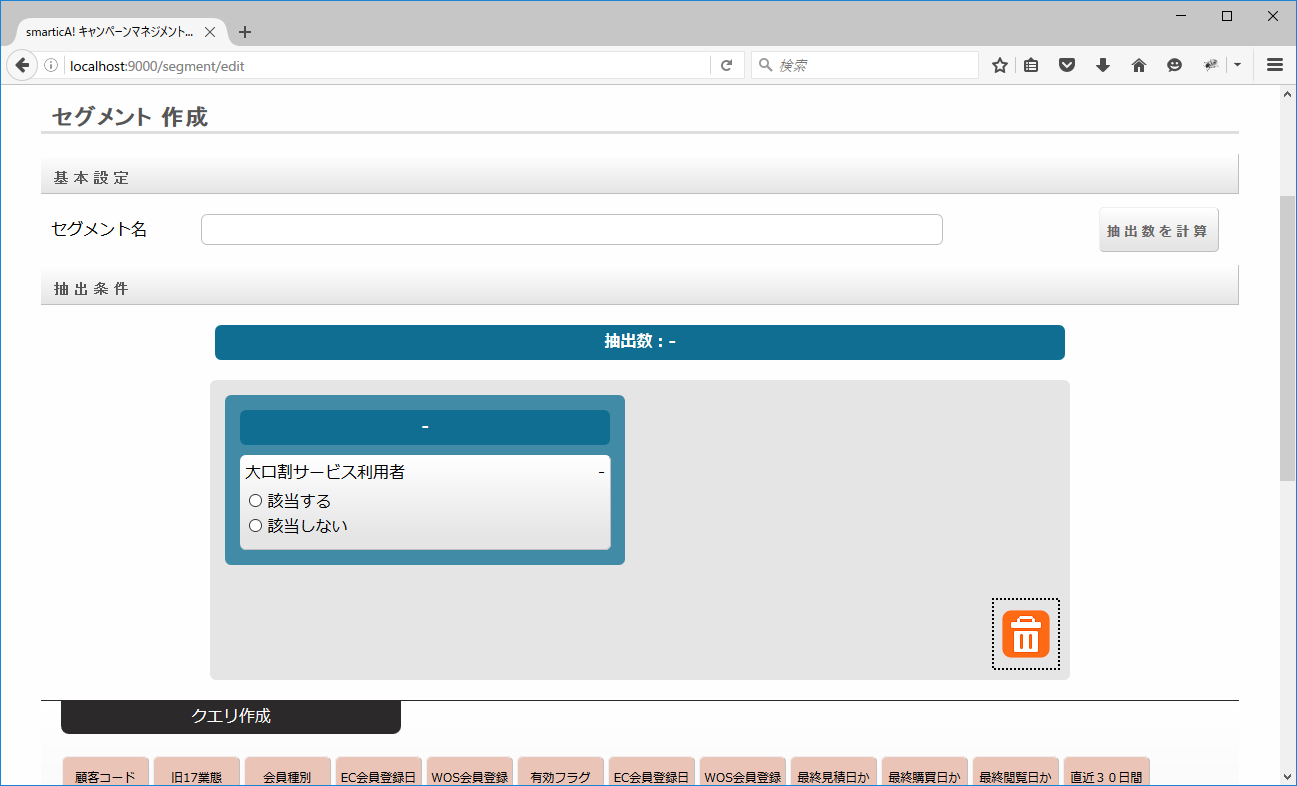 smarticA! キャンペーンマネジメント...
localhost:9000/segment/edit
検索
セグメント 作成
基本設定
セグメント名
抽出数を計算
抽出条件
抽出数：-
-
大口割サービス利用者 -
該当する
該当しない
クエリ作成
顧客コード 旧17業態 会員種別 EC会員登録日 WOS会員登録 有効フラグ EC会員登録日 WOS会員登録 最終見積日か 最終購買日か 最終閲覧日か 直近３０日間